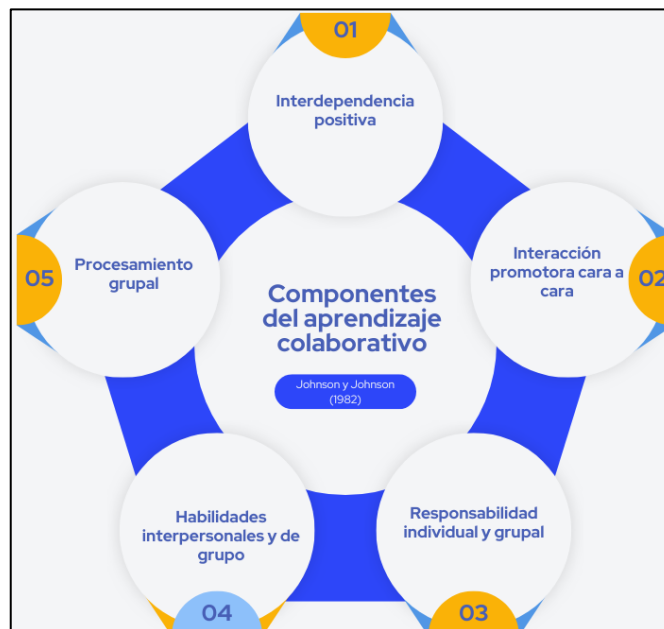 01
Interdependencia
positiva
02
Interacción
promotora cara a
cara
03
Responsabilidad
individual y grupal
04
Habilidades
interpersonales y de
grupo
05
Procesamiento
grupal
Componentes
del aprendizaje
colaborativo
Johnson y Johnson
(1982)